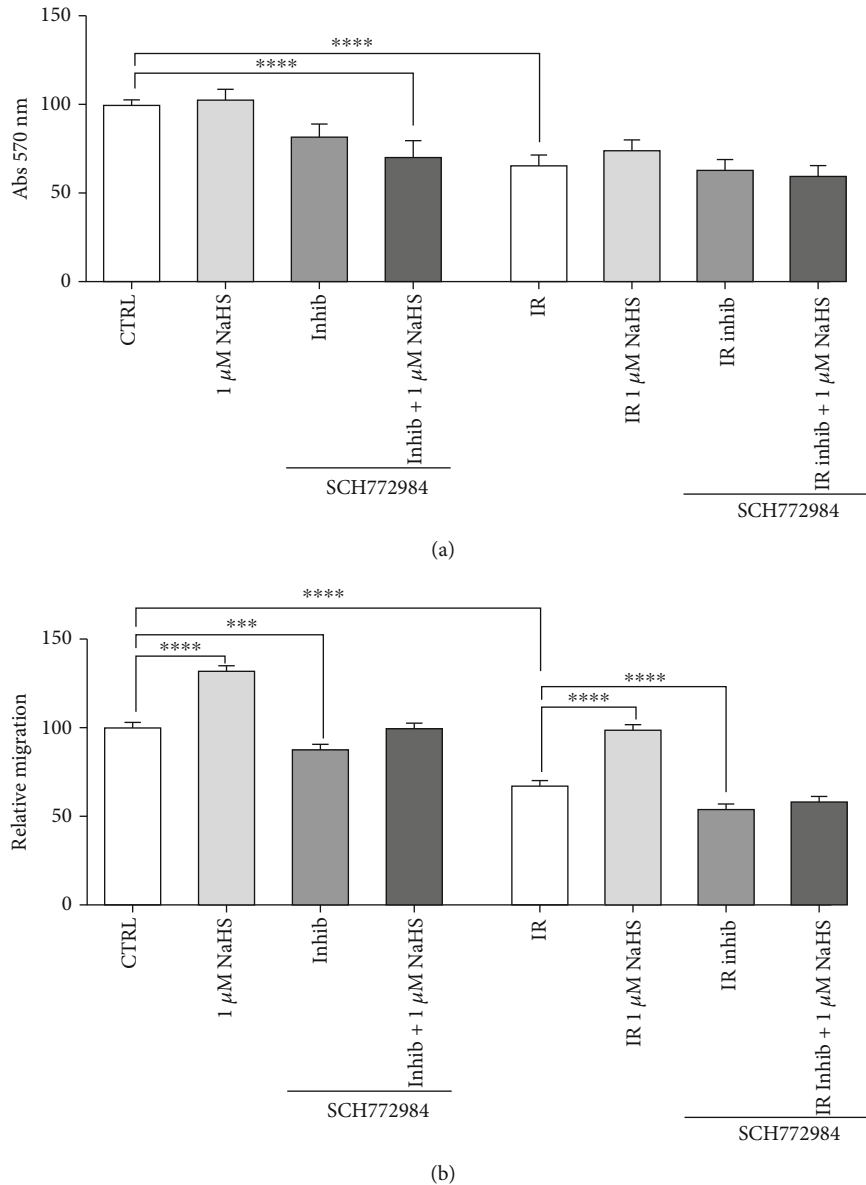 150
100
50
0
Abs 570 nm
****
****
CTRL
1 μM NaHS
Inhib
Inhib + 1 μM NaHS
IR
IR 1 μM NaHS
IR inhib
IR inhib + 1 μM NaHS
SCH772984
SCH772984
(a)
150
100
50
0
Relative migration
****
***
****
****
****
CTRL
1 μM NaHS
Inhib
Inhib + 1 μM NaHS
IR
IR 1 μM NaHS
IR inhib
IR Inhib + 1 μM NaHS
SCH772984
SCH772984
(b)